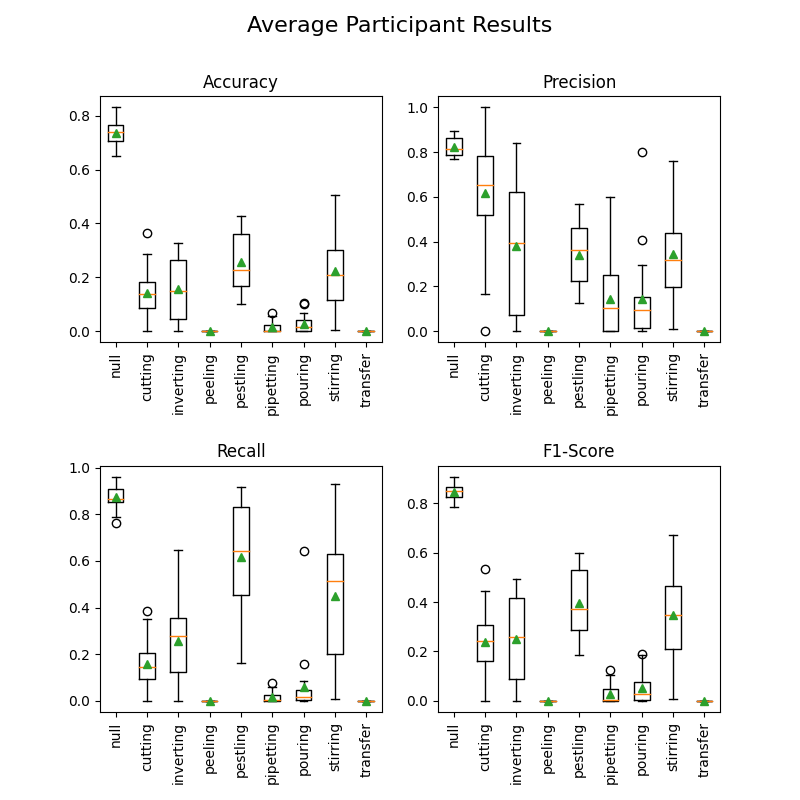 Average Participant Results
Accuracy
0.8
0.6
0.4
0.2
0.0
null
cutting
inverting
peeling
pestling
pipetting
pouring
stirring
transfer
Precision
1.0
0.8
0.6
0.4
0.2
0.0
null
cutting
inverting
peeling
pestling
pipetting
pouring
stirring
transfer
Recall
1.0
0.8
0.6
0.4
0.2
0.0
null
cutting
inverting
peeling
pestling
pipetting
pouring
stirring
transfer
F1-Score
0.8
0.6
0.4
0.2
0.0
null
cutting
inverting
peeling
pestling
pipetting
pouring
stirring
transfer